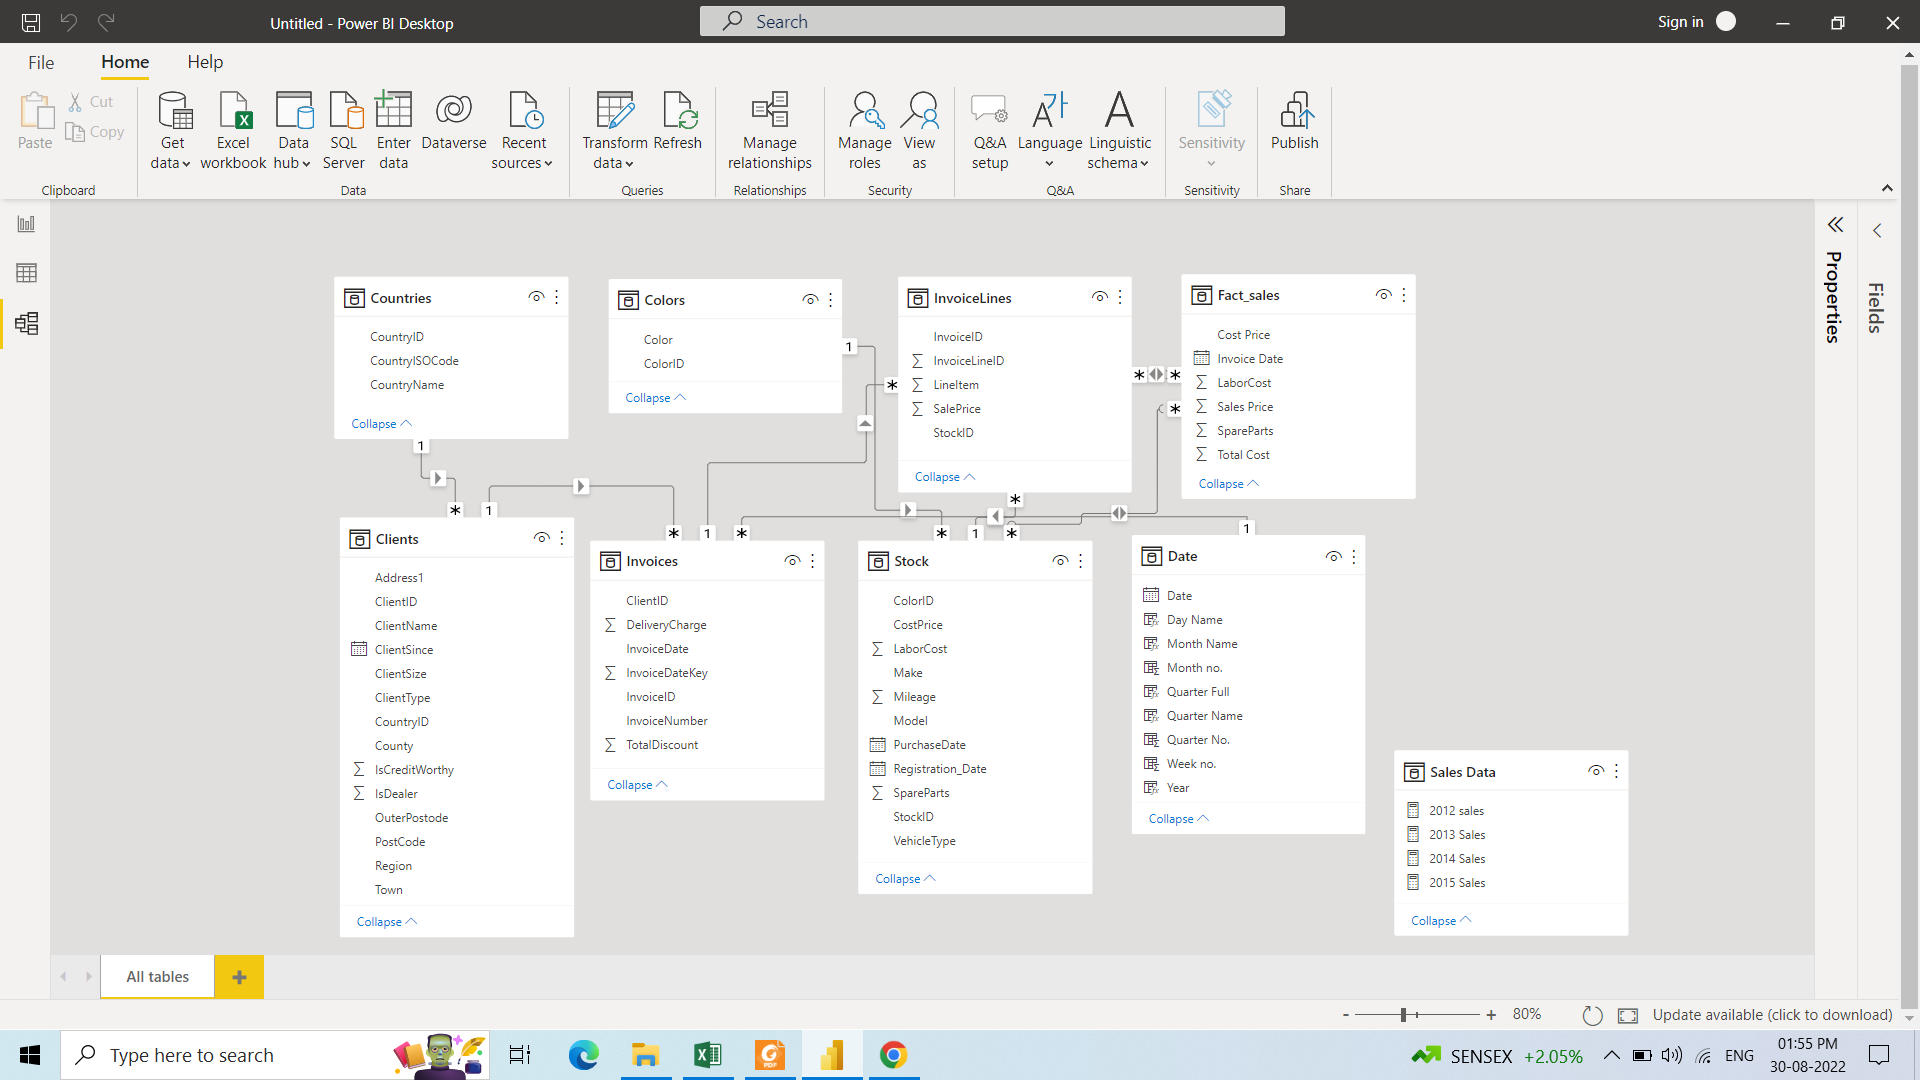 Untitled - Power BI Desktop
Search
Sign in
File
Home
Help
Paste
Cut
Copy
Clipboard
Get data
Excel workbook
Data hub
SQL Server
Enter data
Dataverse
Recent sources
Data
Transform data
Refresh
Queries
Manage relationships
Relationships
Manage roles
View as
Security
Q&A setup
Language
Linguistic schema
Q&A
Sensitivity
Sensitivity
Publish
Share
Properties
Fields
Countries
CountryID
CountryISOCode
CountryName
Collapse
Colors
Color
ColorID
Collapse
InvoiceLines
InvoiceID
InvoiceLineID
LineItem
SalePrice
StockID
Collapse
Fact_sales
Cost Price
Invoice Date
LaborCost
Sales Price
SpareParts
Total Cost
Collapse
1
*
*
*
*
1
*
1
*
1
*
*
1
*
*
1
Clients
Address1
ClientID
ClientName
ClientSince
ClientSize
ClientType
CountryID
County
IsCreditWorthy
IsDealer
OuterPostode
PostCode
Region
Town
Collapse
Invoices
ClientID
DeliveryCharge
InvoiceDate
InvoiceDateKey
InvoiceID
InvoiceNumber
TotalDiscount
Collapse
Stock
ColorID
CostPrice
LaborCost
Make
Mileage
Model
PurchaseDate
Registration_Date
SpareParts
StockID
VehicleType
Collapse
Date
Date
Day Name
Month Name
Month no.
Quarter Full
Quarter Name
Quarter No.
Week no.
Year
Collapse
Sales Data
2012 sales
2013 Sales
2014 Sales
2015 Sales
Collapse
All tables
+
- + 80%
Update available (click to download)
Type here to search
PDF
SENSEX +2.05%
ENG
01:55 PM
30-08-2022